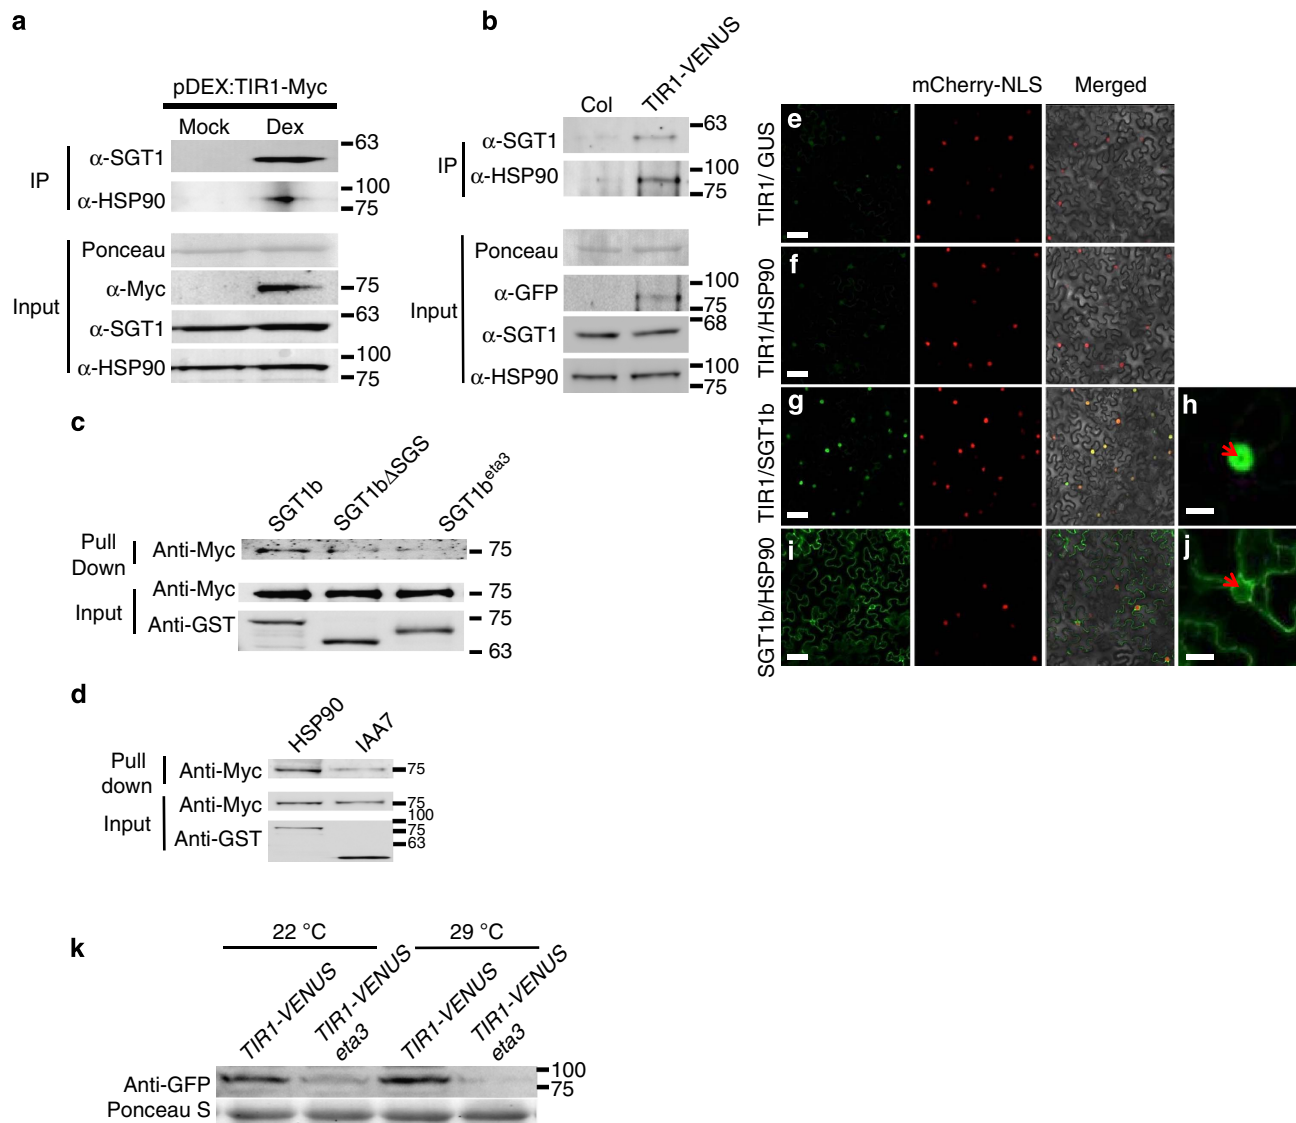 a
pDEX:TIR1-Myc
Mock Dex
IP
α-SGT1
63
α-HSP90
100
75
Input
Ponceau
α-Myc
75
α-SGT1
63
α-HSP90
100
75
b
Col TIR1-VENUS
IP
α-SGT1
63
α-HSP90
100
75
Input
Ponceau
α-GFP
100
75
α-SGT1
68
α-HSP90
100
75
c
SGT1b SGT1bΔSGS SGT1b^eta3
Pull
Down
Anti-Myc
75
Input
Anti-Myc
75
Anti-GST
75
63
d
HSP90 IAA7
Pull
down
Anti-Myc
75
Input
Anti-Myc
75
Anti-GST
100
75
63
mCherry-NLS Merged
TIR1/ GUS
e
TIR1/HSP90
f
TIR1/SGT1b
g
h
SGT1b/HSP90
i
j
k
22 °C 29 °C
TIR1-VENUS
TIR1-VENUS
eta3
TIR1-VENUS
TIR1-VENUS
eta3
Anti-GFP
100
75
Ponceau S